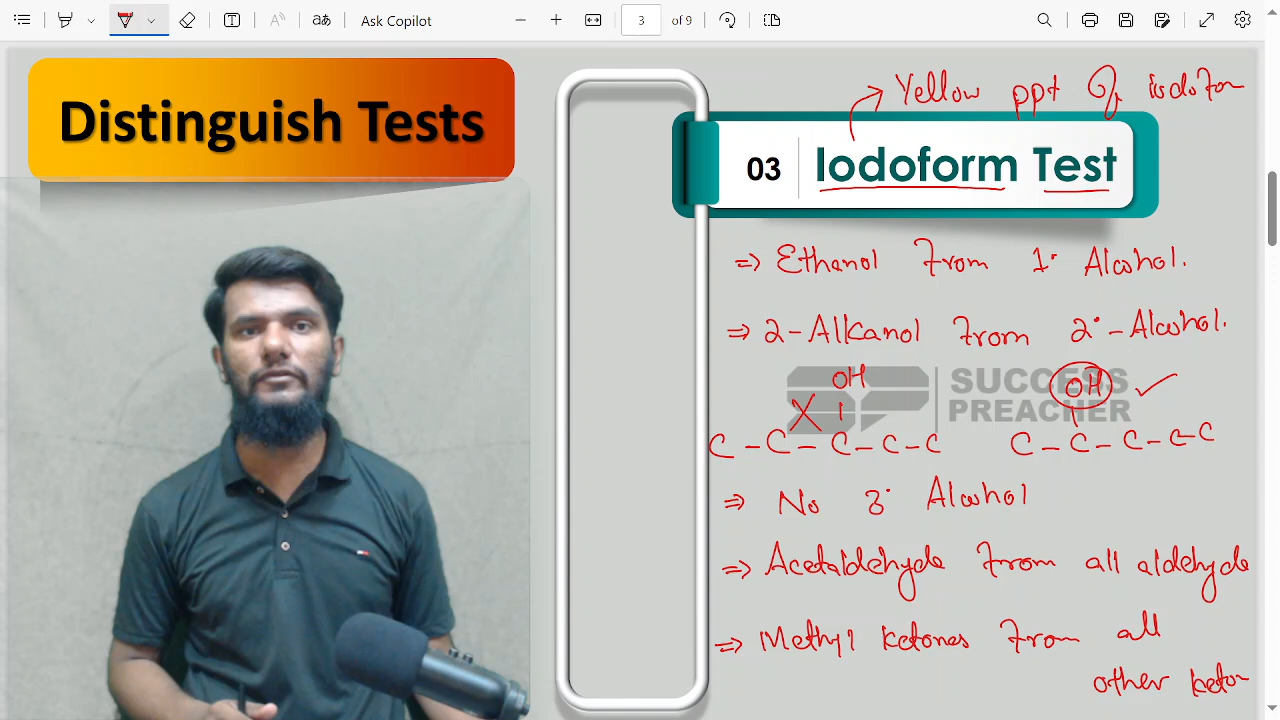 Ask Copilot
3 of 9
Distinguish Tests
Yellow ppt Of iodofor
03 Iodoform Test
=> Ethanol From 1° Alcohol.
=> 2-Alkanol From 2°-Alcohol.
SUCCESS
PREACHER
OH OH
X
C-C-C-C-C C-C-C-C-C
=> No 3° Alcohol
=> Acetaldehyde From all aldehyde
=> Methyl ketones From all
other keton